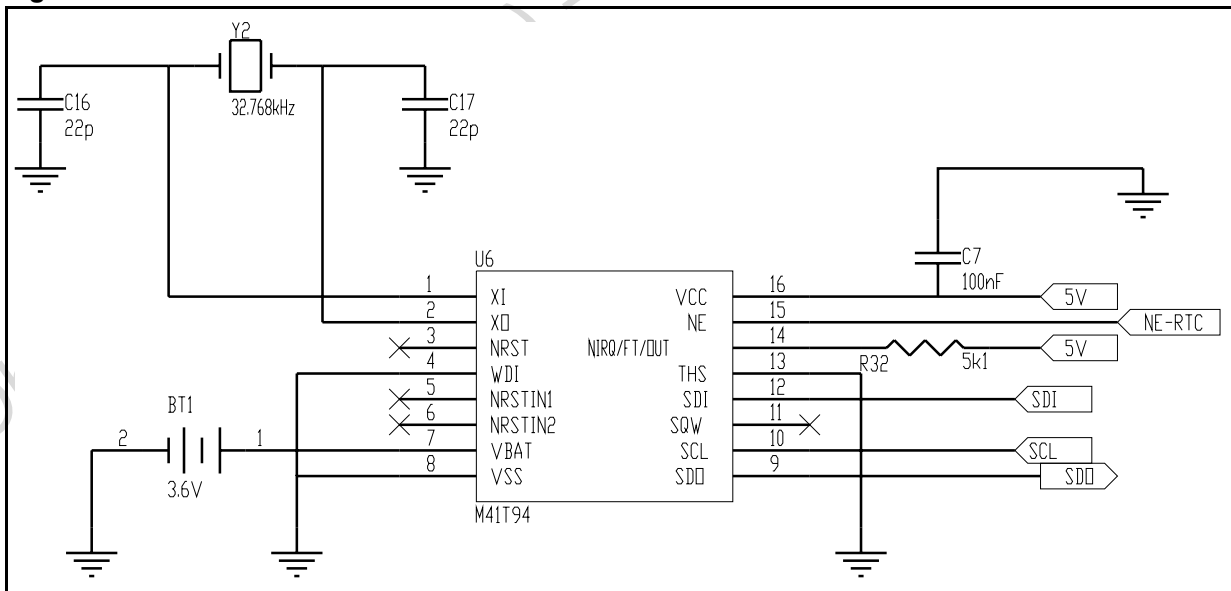 Y2
32.768kHz
C16
22p
C17
22p
C7
100nF
U6
1 XI
2 XO
3 NRST
4 WDI
5 NRSTIN1
6 NRSTIN2
7 VBAT
8 VSS
VCC 16
NE 15
NIRQ/FT/OUT 14
THS 13
SDI 12
SQW 11
SCL 10
SDO 9
M41T94
5V
NE-RTC
R32 5k1
5V
SDI
SCL
SDO
BT1
2 1
3.6V